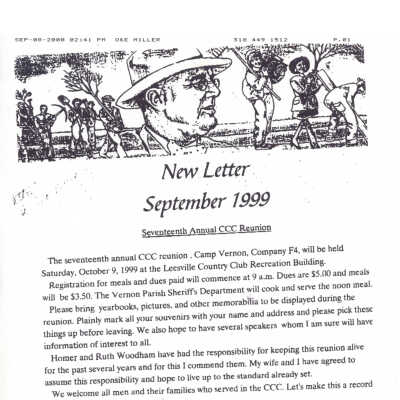 SEP-08-2000 02:41 PM OKE MILLER 318 449 1512 P.01
New Letter
September 1999
Seventeenth Annual CCC Reunion
The seventeenth annual CCC reunion , Camp Vernon, Company F4, will be held
Saturday, October 9, 1999 at the Leesville Country Club Recreation Building.
Registration for meals and dues paid will commence at 9 a.m. Dues are $5.00 and meals
will be $3.50. The Vernon Parish Sheriff's Department will cook and serve the noon meal.
Please bring yearbooks, pictures, and other memorabilia to be displayed during the
reunion. Plainly mark all your souvenirs with your name and address and please pick these
things up before leaving. We also hope to have several speakers whom I am sure will have
information of interest to all.
Homer and Ruth Woodham have had the responsibility for keeping this reunion alive
for the past several years and for this I commend them. My wife and I have agreed to
assume this responsibility and hope to live up to the standard already set.
We welcome all men and their families who served in the CCC. Let's make this a record